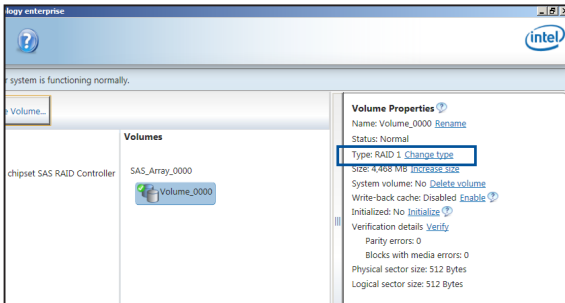 ology enterprise
?
intel
r system is functioning normally.
e Volume...
chipset SAS RAID Controller
Volumes
SAS_Array_0000
Volume_0000
Volume Properties ?
Name: Volume_0000 Rename
Status: Normal
Type: RAID 1 Change type
Size: 4,468 MB Increase size
System volume: No Delete volume
Write-back cache: Disabled Enable ?
Initialized: No Initialize ?
Verification details Verify
Parity errors: 0
Blocks with media errors: 0
Physical sector size: 512 Bytes
Logical sector size: 512 Bytes